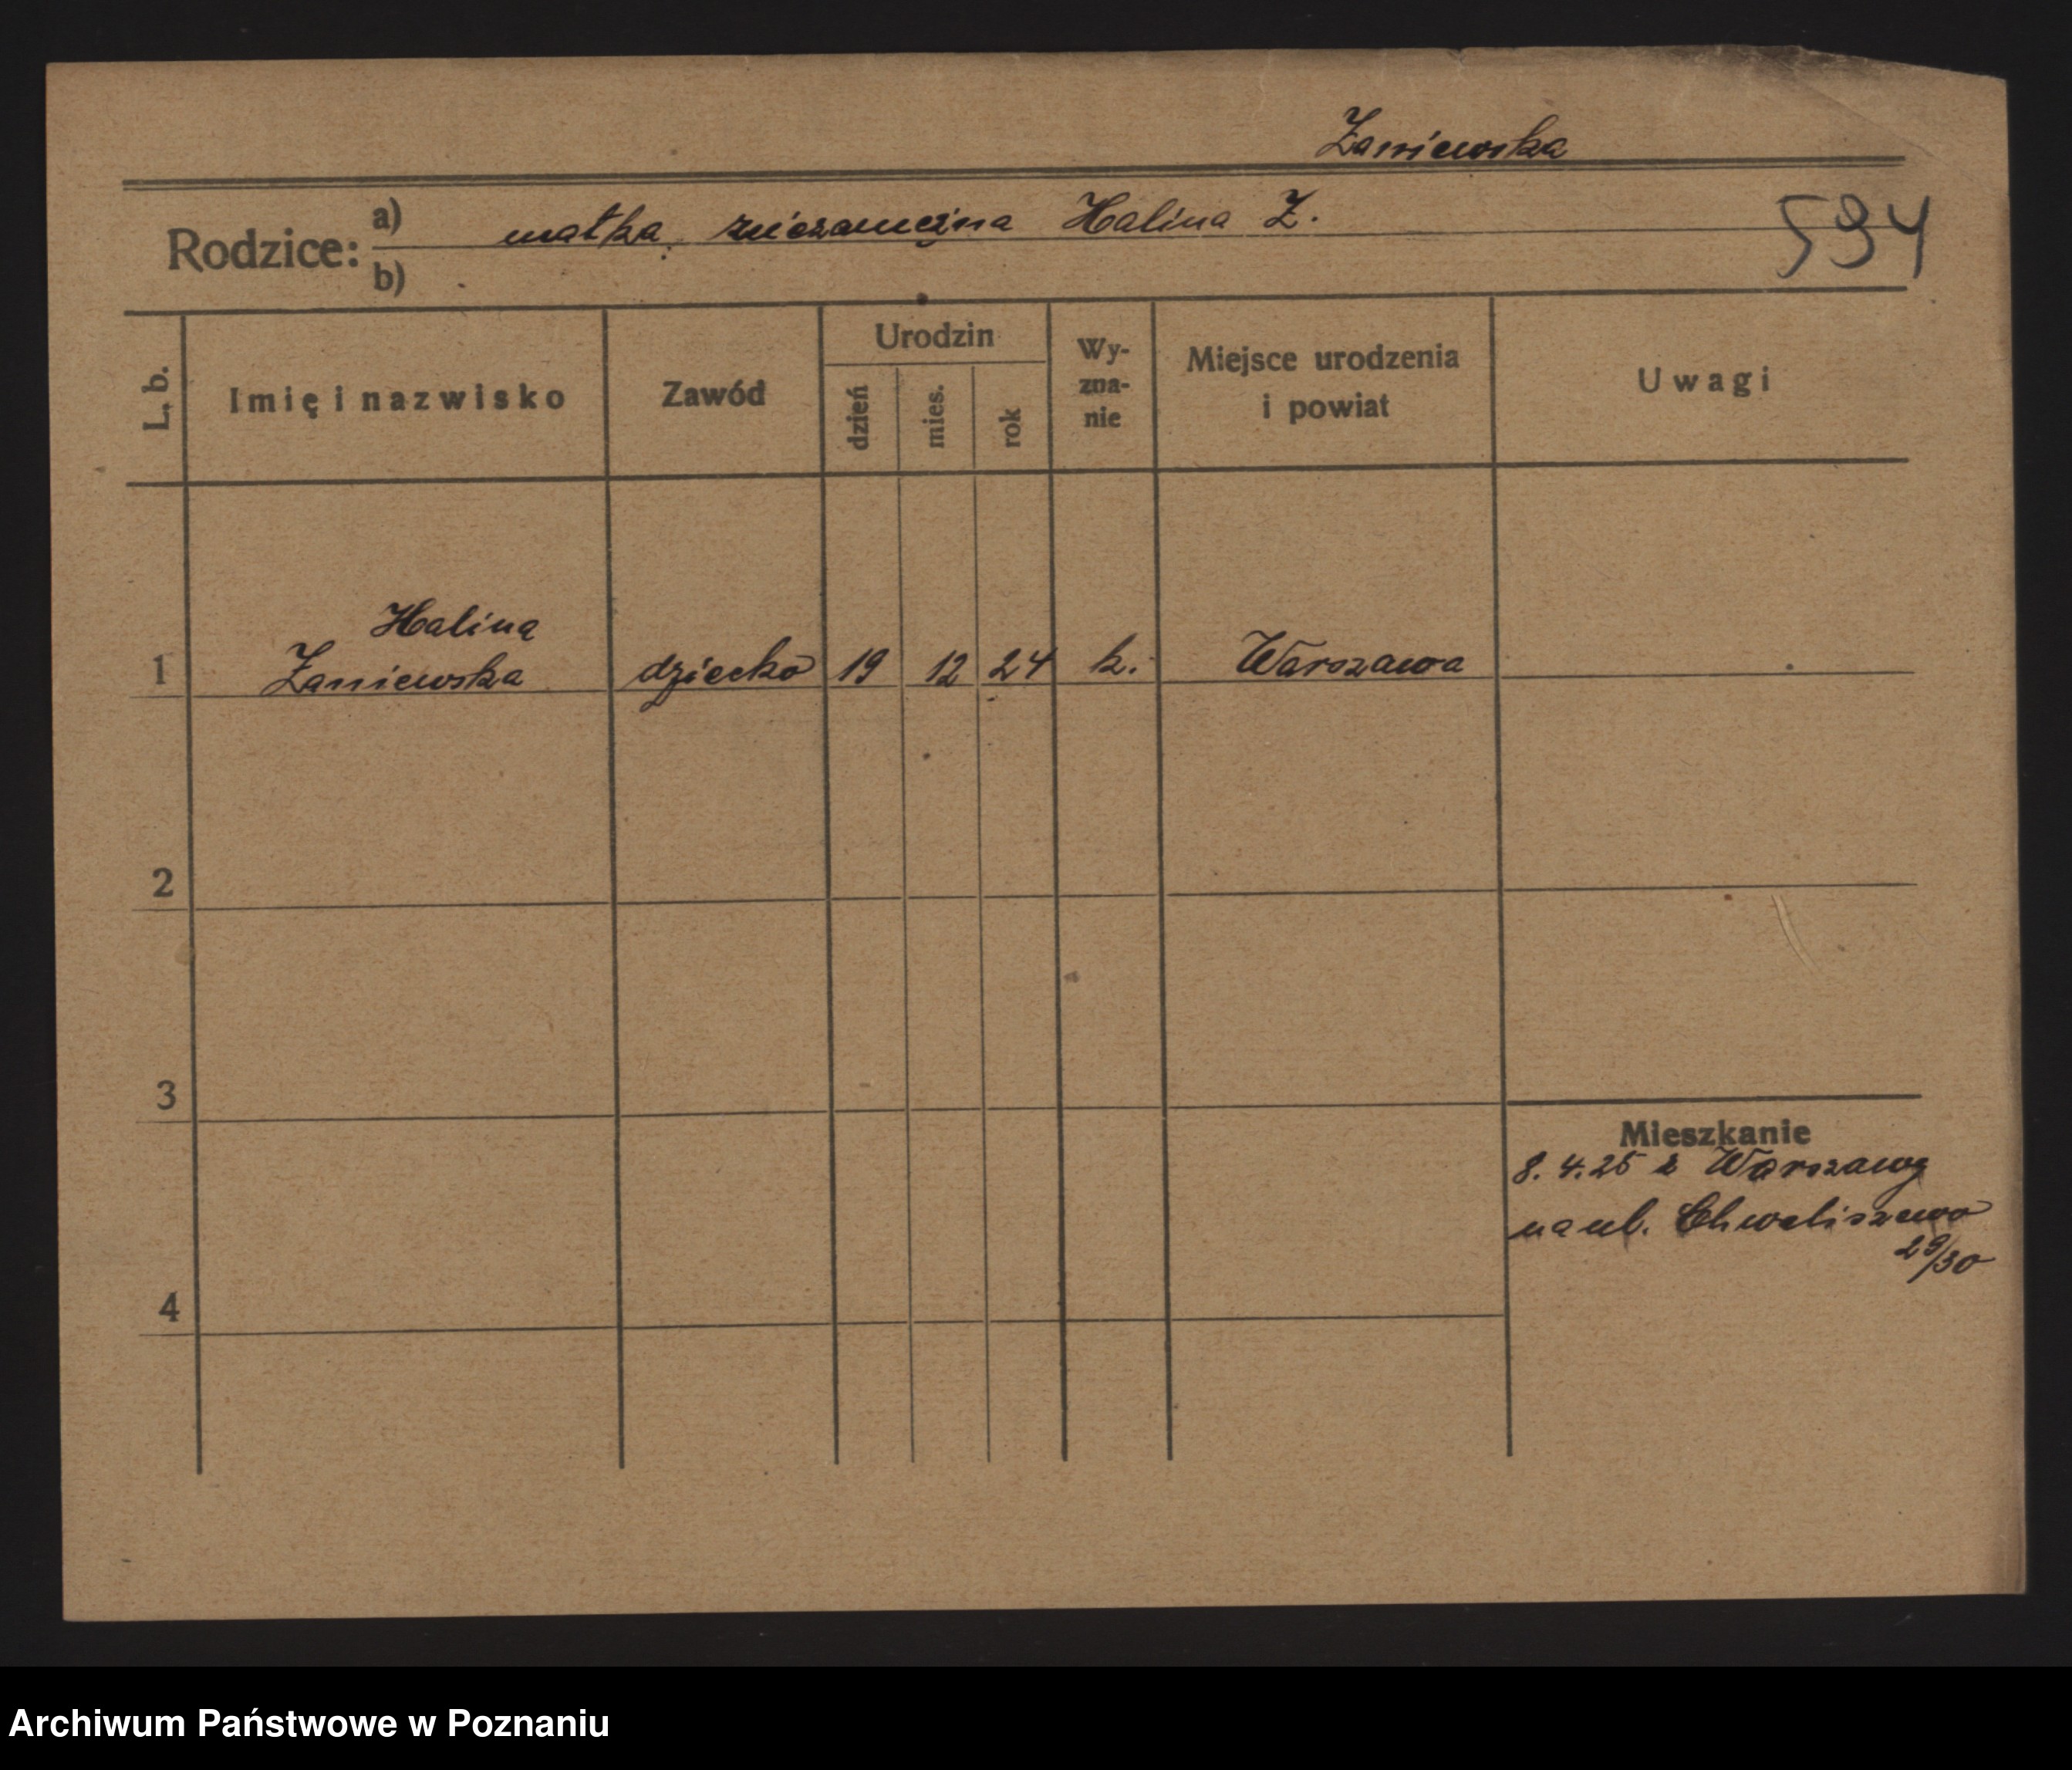 Zaniewska
Rodzice: a) matka niezamężna Halina Z. 594
b)
L. b. Imię i nazwisko Zawód Urodzin dzień mies. rok Wy-zna-nie Miejsce urodzenia i powiat Uwagi
Halina
1 Zaniewska dziecko 19 12 24 k. Warszawa
2
3
Mieszkanie
8.4.25 z Warszawy
na ul. Chwaliszewo
29/30
4
Archiwum Państwowe w Poznaniu